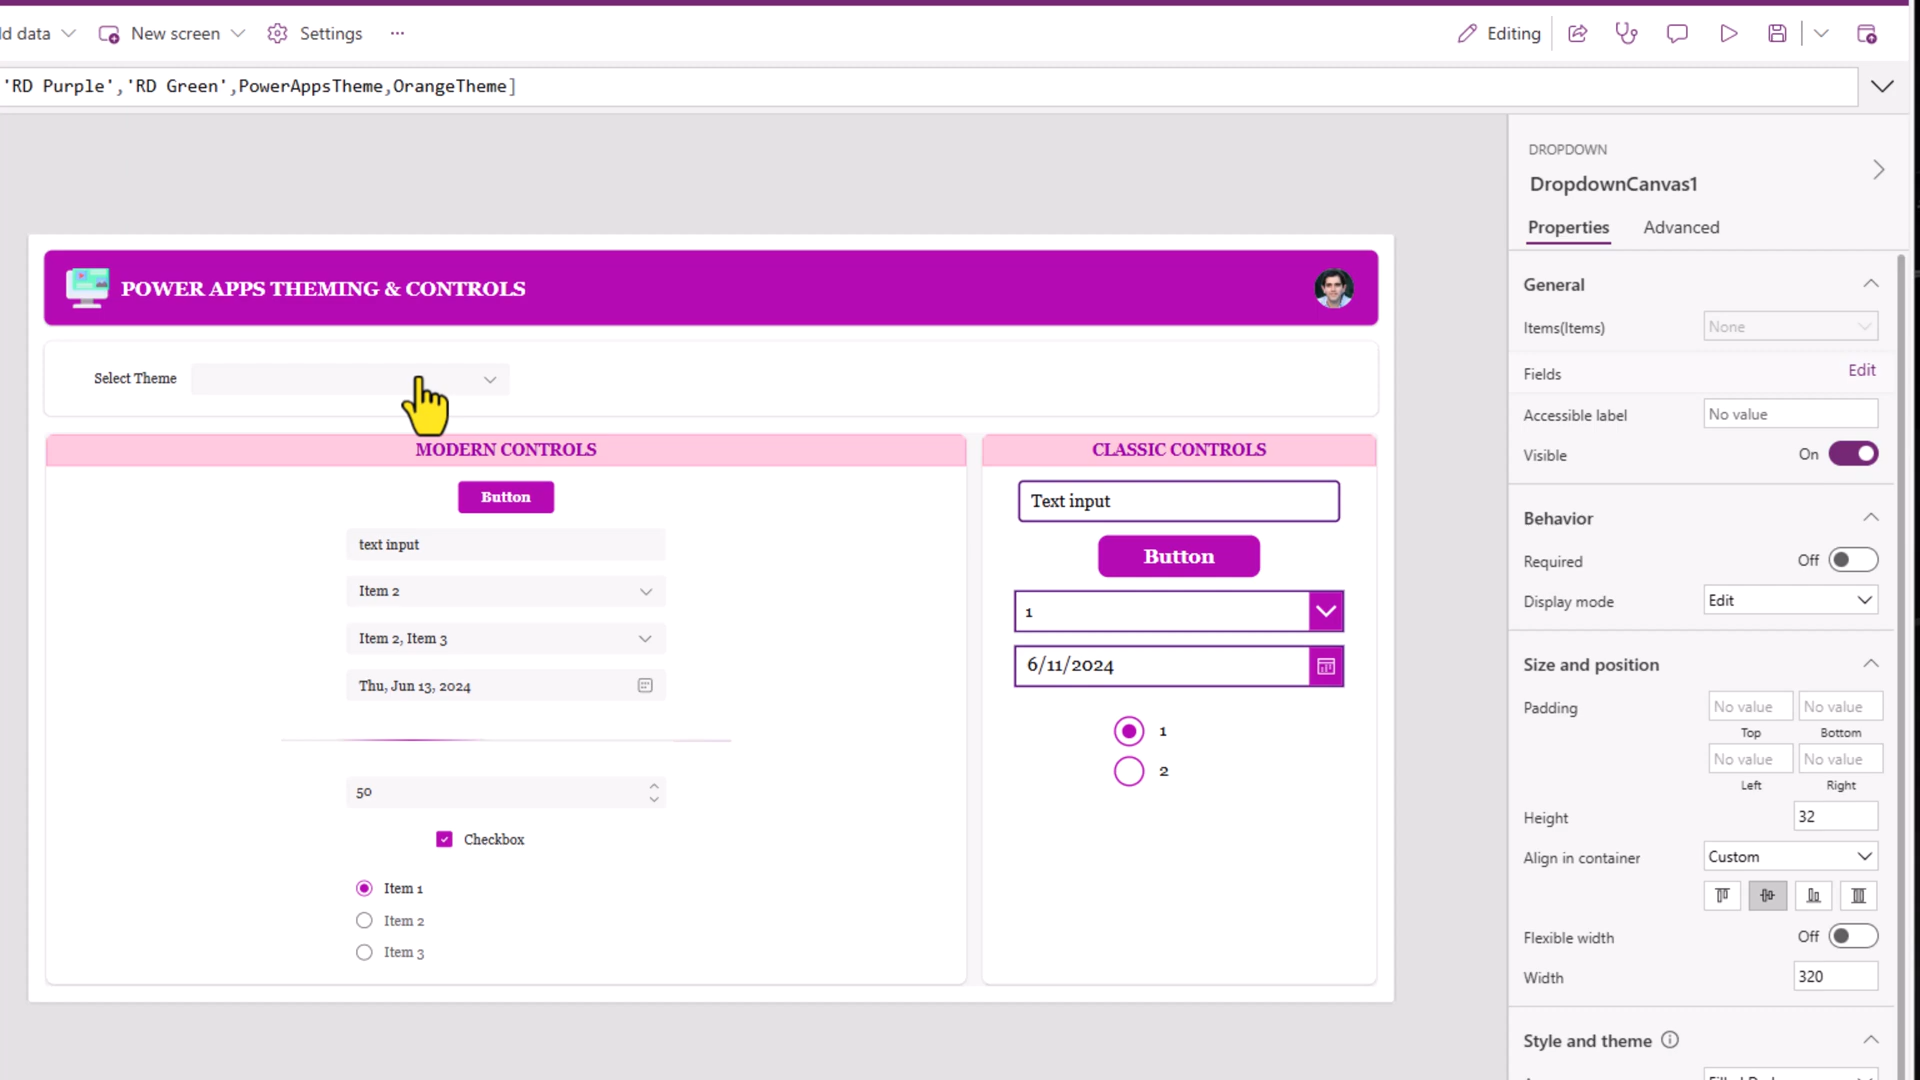 d data
New screen
Settings
Editing
'RD Purple','RD Green',PowerAppsTheme,OrangeTheme]
POWER APPS THEMING & CONTROLS
Select Theme
MODERN CONTROLS
Button
text input
Item 2
Item 2, Item 3
Thu, Jun 13, 2024
50
Checkbox
Item 1
Item 2
Item 3
CLASSIC CONTROLS
Text input
Button
1
6/11/2024
1
2
DROPDOWN
DropdownCanvas1
Properties Advanced
General
Items(Items) None
Fields Edit
Accessible label No value
Visible On
Behavior
Required Off
Display mode Edit
Size and position
Padding No value No value
Top Bottom
No value No value
Left Right
Height 32
Align in container Custom
Flexible width Off
Width 320
Style and theme